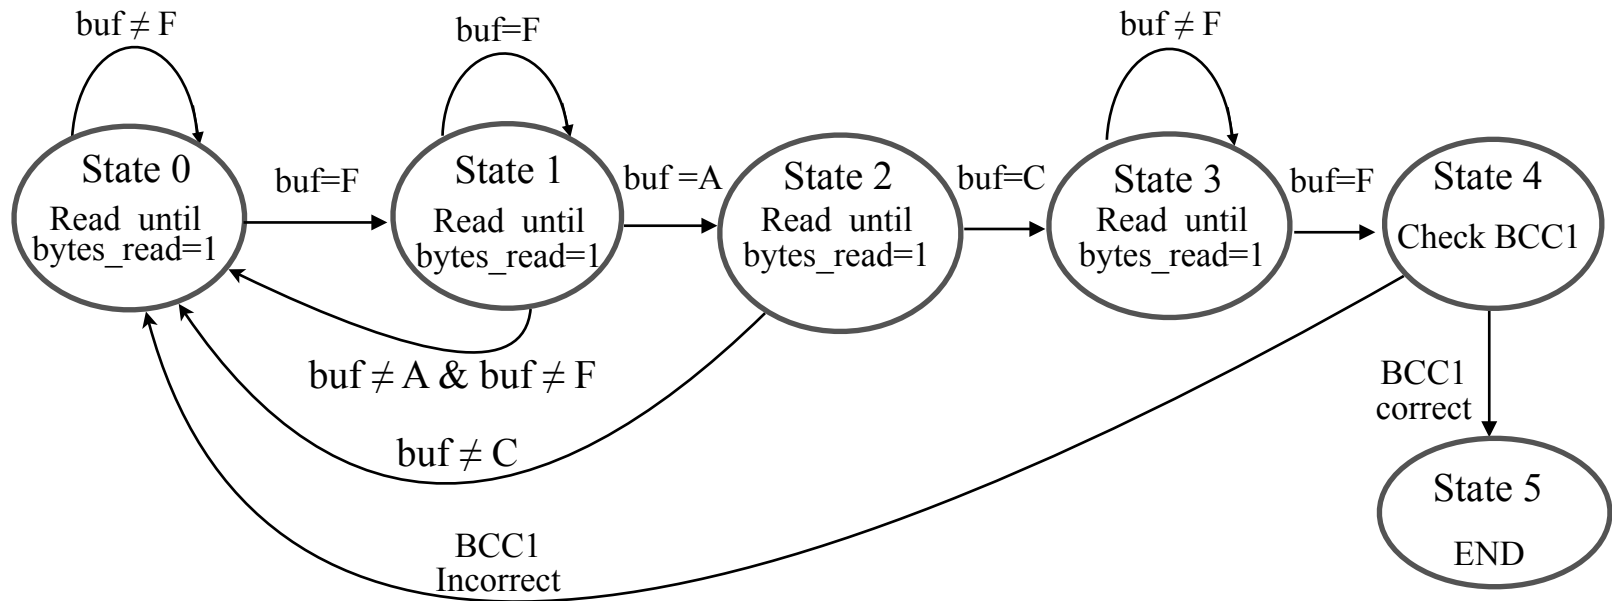 buf ≠ F
buf=F
buf ≠ F
State 0
Read until
bytes_read=1
buf=F
State 1
Read until
bytes_read=1
buf =A
State 2
Read until
bytes_read=1
buf=C
State 3
Read until
bytes_read=1
buf=F
State 4
Check BCC1
buf ≠ A & buf ≠ F
buf ≠ C
BCC1
Incorrect
BCC1
correct
State 5
END